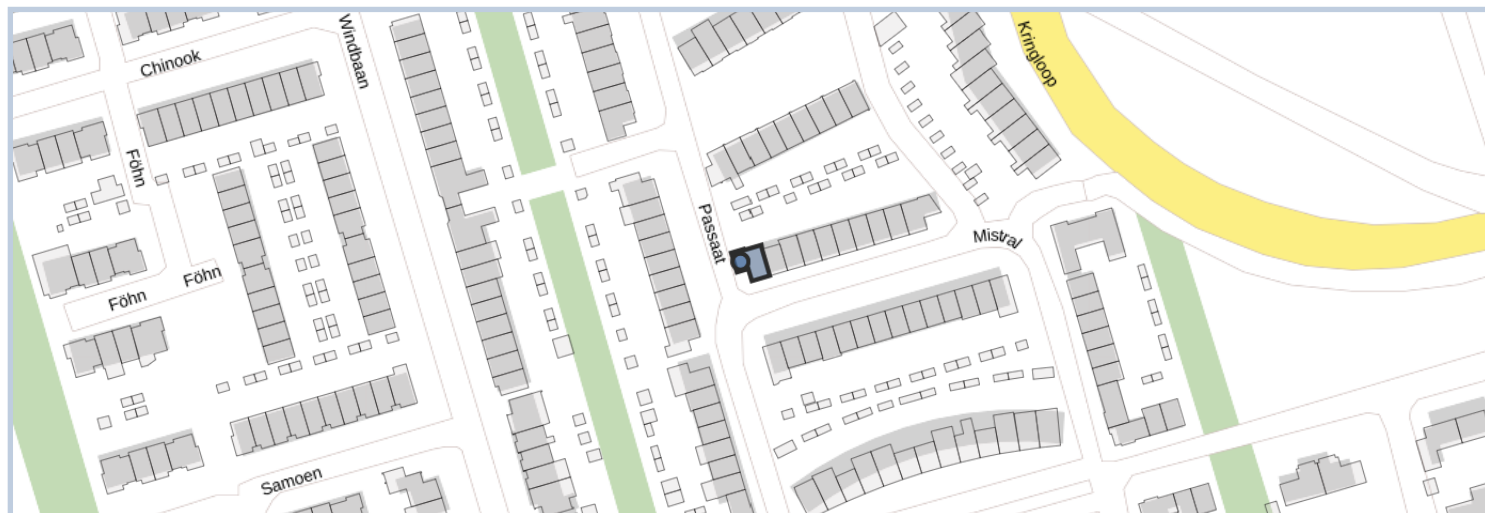 Chinook
Windbaan
Kringloop
Föhn
Passaat
Mistral
Föhn
Föhn
Samoen